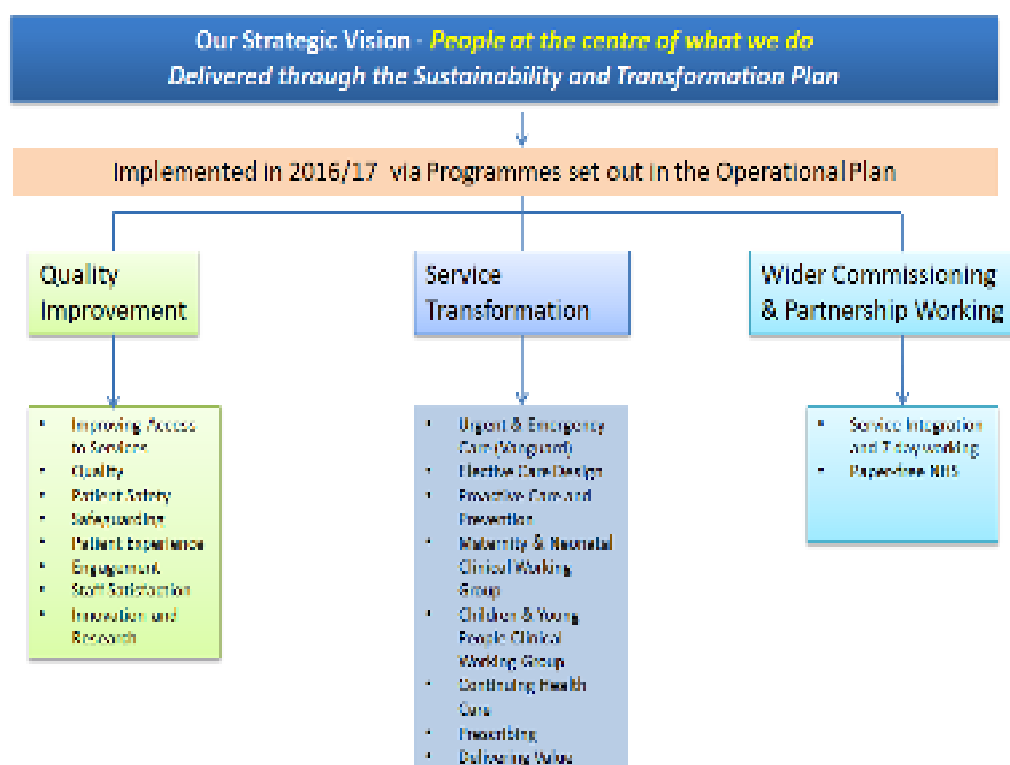 Our Strategic Vision - People at the centre of what we do
Delivered through the Sustainability and Transformation Plan
Implemented in 2016/17 via Programmes set out in the Operational Plan
Quality
Improvement
Service
Transformation
Wider Commissioning
& Partnership Working
• Improving Access
to Services
• Quality
• Patient Safety
• Safeguarding
• Patient Experience
• Engagement
• Staff Satisfaction
• Innovation and
Research
• Urgent & Emergency
Care (Vanguard)
• Elective Care Design
• Proactive Care and
Prevention
• Maternity & Neonatal
Clinical Working
Group
• Children & Young
People Clinical
Working Group
• Continuing Health
Care
• Prescribing
• Delivering Value
• Service Integration
and 7 day working
• Paper-free NHS